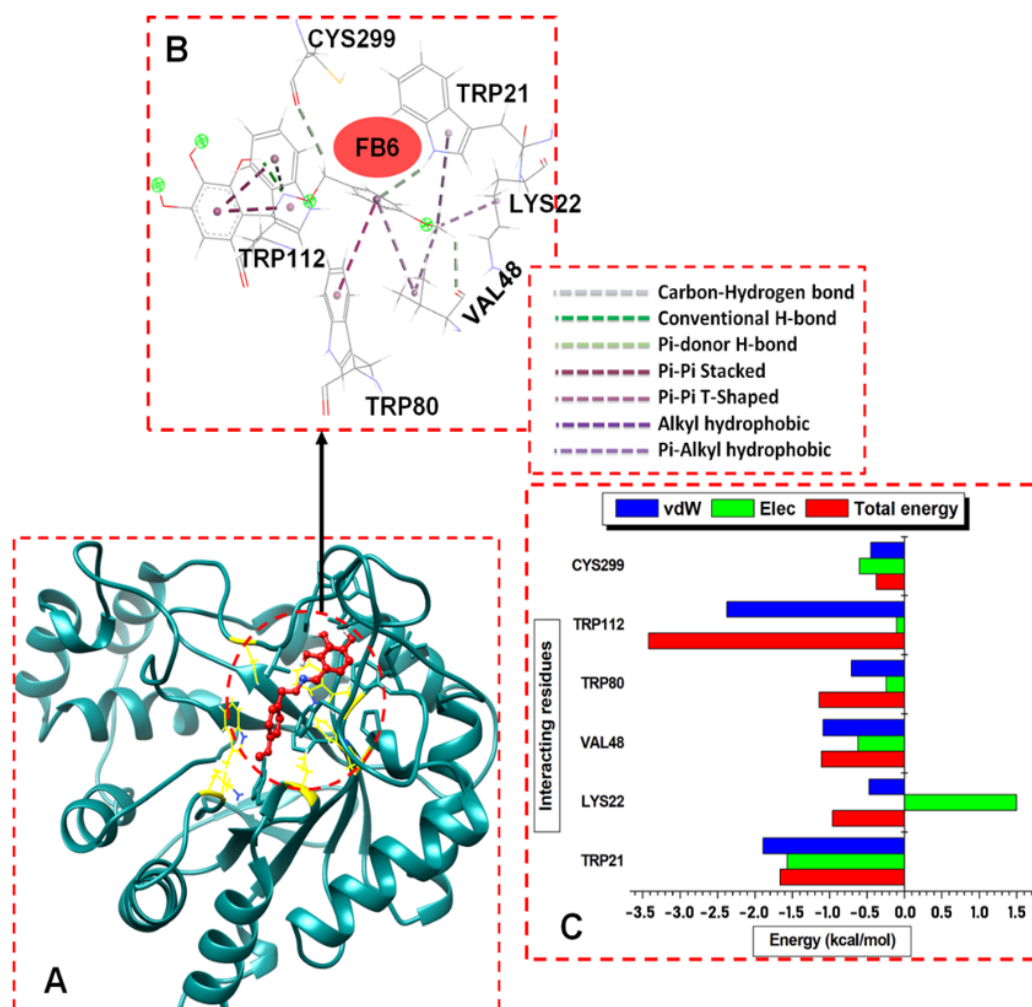 B
CYS299
TRP21
FB6
LYS22
TRP112
VAL48
TRP80
Carbon-Hydrogen bond
Conventional H-bond
Pi-donor H-bond
Pi-Pi Stacked
Pi-Pi T-Shaped
Alkyl hydrophobic
Pi-Alkyl hydrophobic
vdW Elec Total energy
CYS299
TRP112
TRP80
VAL48
LYS22
TRP21
Interacting residues
-3.5 -3.0 -2.5 -2.0 -1.5 -1.0 -0.5 0.0 0.5 1.0 1.5
Energy (kcal/mol)
C
A